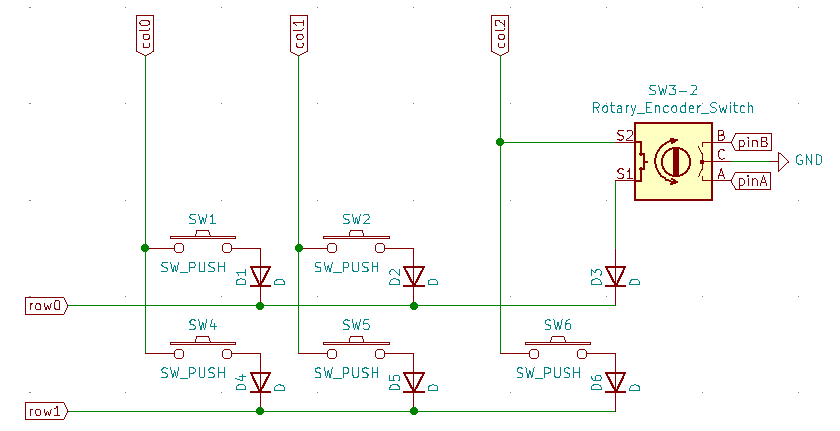 col0
col1
col2
SW3-2
Rotary_Encoder_Switch
S2
B
pinB
C
GND
S1
A
pinA
SW1
SW2
SW_PUSH
D1
D
SW_PUSH
D2
D
D3
D
row0
SW4
SW5
SW6
SW_PUSH
D4
D
SW_PUSH
D5
D
SW_PUSH
D6
D
row1